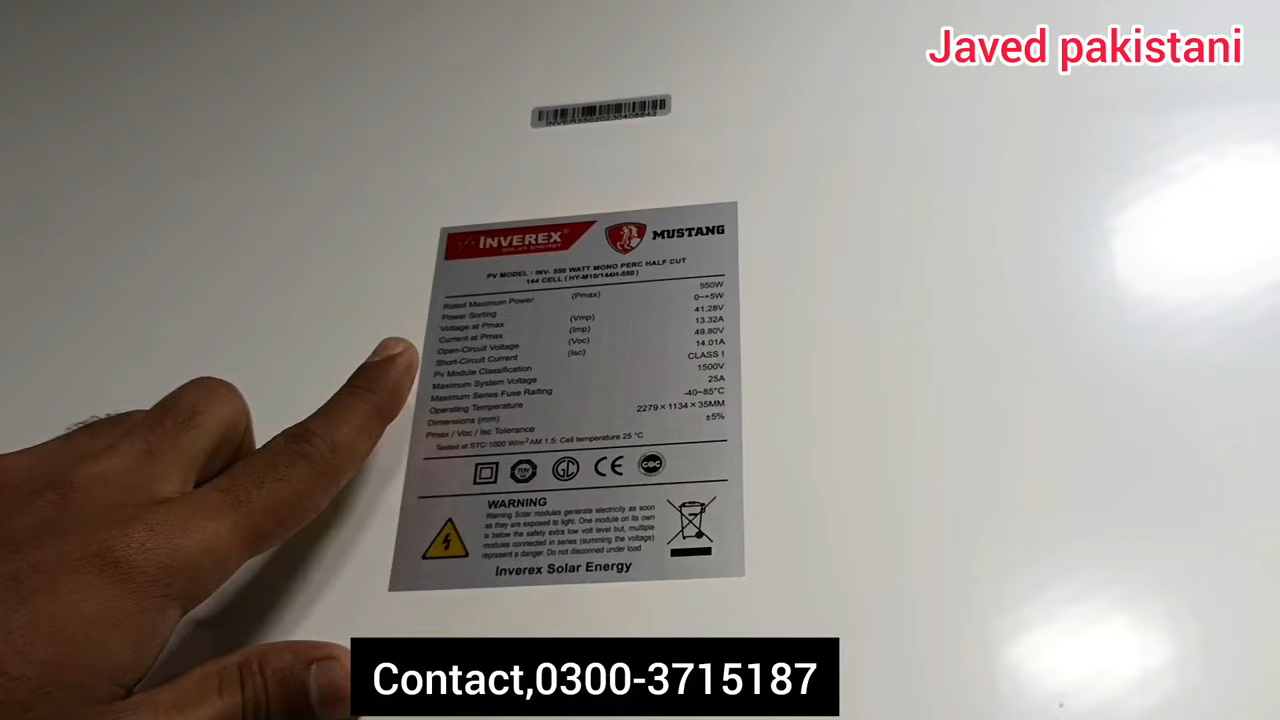 Javed pakistani
INVEREX®
SOLAR ENERGY
MUSTANG
PV MODEL : INV- 550 WATT MONO PERC HALF CUT
144 CELL ( HY-M10/144H-550 )
Rated Maximum Power (Pmax) 550W
Power Sorting 0~+5W
Voltage at Pmax (Vmp) 41.28V
Current at Pmax (Imp) 13.32A
Open-Circuit Voltage (Voc) 49.80V
Short-Circuit Current (Isc) 14.01A
Pv Module Classification CLASS I
Maximum System Voltage 1500V
Maximum Series Fuse Raiting 25A
Operating Temperature -40~85°C
Dimensions (mm) 2279×1134×35MM
Pmax / Voc / Isc Tolerance ±5%
Tested at STC:1000 W/m² AM 1.5: Cell temperature 25 °C
TUV
GC
CE
CQC
WARNING
Warning Solar modules generate electricity as soon
as they are exposed to light. One module on its own
is below the safety extra low volt level but, multiple
modules connected in series (summing the voltage)
represent a danger. Do not disconned under load
Inverex Solar Energy
Contact,0300-3715187